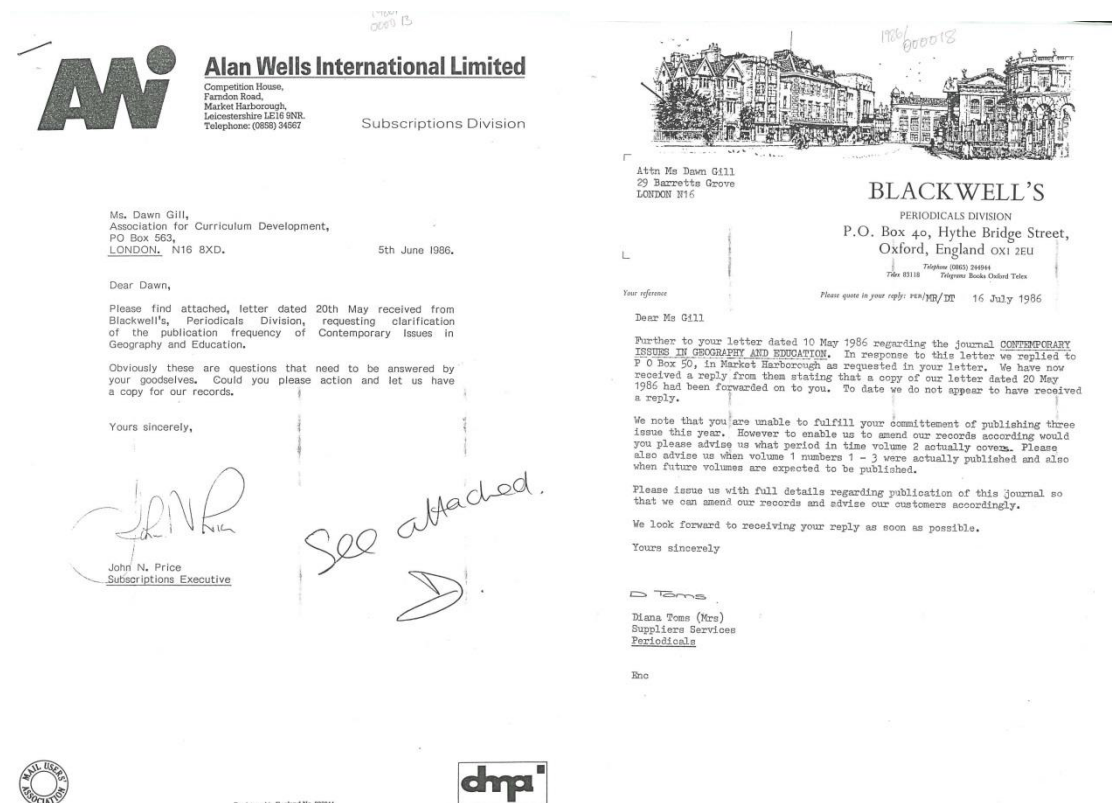 0000 13
AWi
Alan Wells International Limited
Competition House,
Farndon Road,
Market Harborough,
Leicestershire LE16 9NR.
Telephone: (0858) 34567
Subscriptions Division
Ms. Dawn Gill,
Association for Curriculum Development,
PO Box 563,
LONDON. N16 8XD.
5th June 1986.
Dear Dawn,
Please find attached, letter dated 20th May received from
Blackwell's, Periodicals Division, requesting clarification
of the publication frequency of Contemporary Issues in
Geography and Education.
Obviously these are questions that need to be answered by
your goodselves. Could you please action and let us have
a copy for our records.
Yours sincerely,
John N. Price
Subscriptions Executive
See attached.
D.
MAIL USERS' ASSOCIATION
dmpa
1986/
000018
Attn Ms Dawn Gill
29 Barretts Grove
LONDON N16
BLACKWELL'S
PERIODICALS DIVISION
P.O. Box 40, Hythe Bridge Street,
Oxford, England OX1 2EU
Telephone (0865) 244944
Telex 83118 Telegrams Books Oxford Telex
Your reference
Please quote in your reply: PER/MR/DT 16 July 1986
Dear Ms Gill
Further to your letter dated 10 May 1986 regarding the journal CONTEMPORARY
ISSUES IN GEOGRAPHY AND EDUCATION. In response to this letter we replied to
P O Box 50, in Market Harborough as requested in your letter. We have now
received a reply from them stating that a copy of our letter dated 20 May
1986 had been forwarded on to you. To date we do not appear to have received
a reply.
We note that you are unable to fulfill your committement of publishing three
issue this year. However to enable us to amend our records according would
you please advise us what period in time volume 2 actually covers. Please
also advise us when volume 1 numbers 1 - 3 were actually published and also
when future volumes are expected to be published.
Please issue us with full details regarding publication of this journal so
that we can amend our records and advise our customers accordingly.
We look forward to receiving your reply as soon as possible.
Yours sincerely
D Toms
Diana Toms (Mrs)
Suppliers Services
Periodicals
Enc